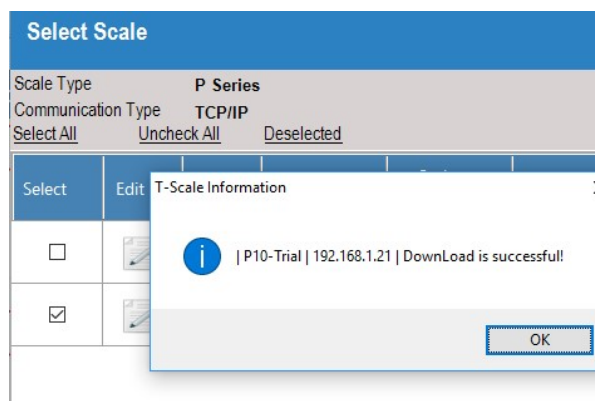 Select Scale
Scale Type P Series
Communication Type TCP/IP
Select All Uncheck All Deselected
Select Edit
T-Scale Information
| P10-Trial | 192.168.1.21 | DownLoad is successful!
OK